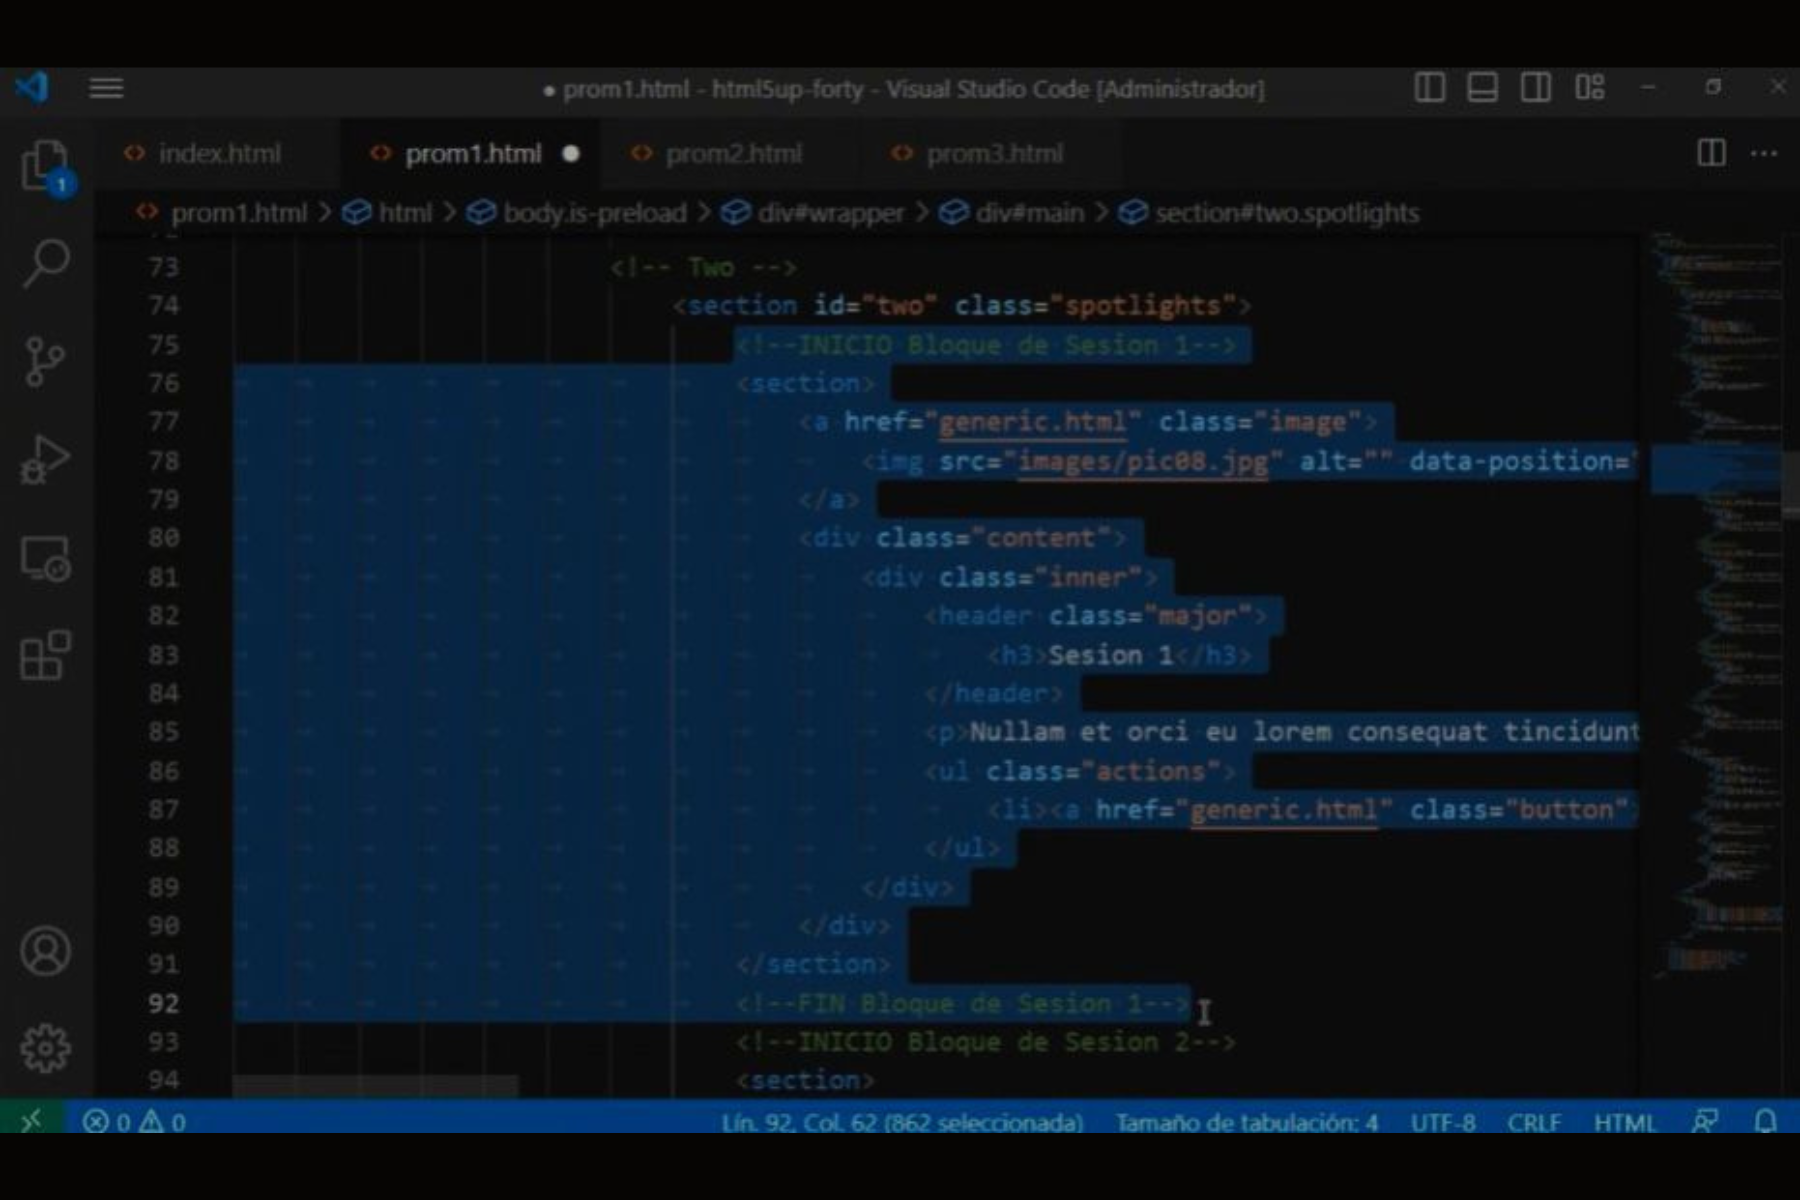 ● prom1.html - html5up-forty - Visual Studio Code [Administrador]
index.html prom1.html ● prom2.html prom3.html
1
prom1.html > html > body.is-preload > div#wrapper > div#main > section#two.spotlights
73 <!-- Two -->
74 <section id="two" class="spotlights">
75 <!--INICIO Bloque de Sesion 1-->
76 <section>
77 <a href="generic.html" class="image">
78 <img src="images/pic08.jpg" alt="" data-position="
79 </a>
80 <div class="content">
81 <div class="inner">
82 <header class="major">
83 <h3>Sesion 1</h3>
84 </header>
85 <p>Nullam et orci eu lorem consequat tincidunt
86 <ul class="actions">
87 <li><a href="generic.html" class="button">
88 </ul>
89 </div>
90 </div>
91 </section>
92 <!--FIN Bloque de Sesion 1-->
93 <!--INICIO Bloque de Sesion 2-->
94 <section>
0 0 Lín. 92, Col. 62 (862 seleccionada) Tamaño de tabulación: 4 UTF-8 CRLF HTML